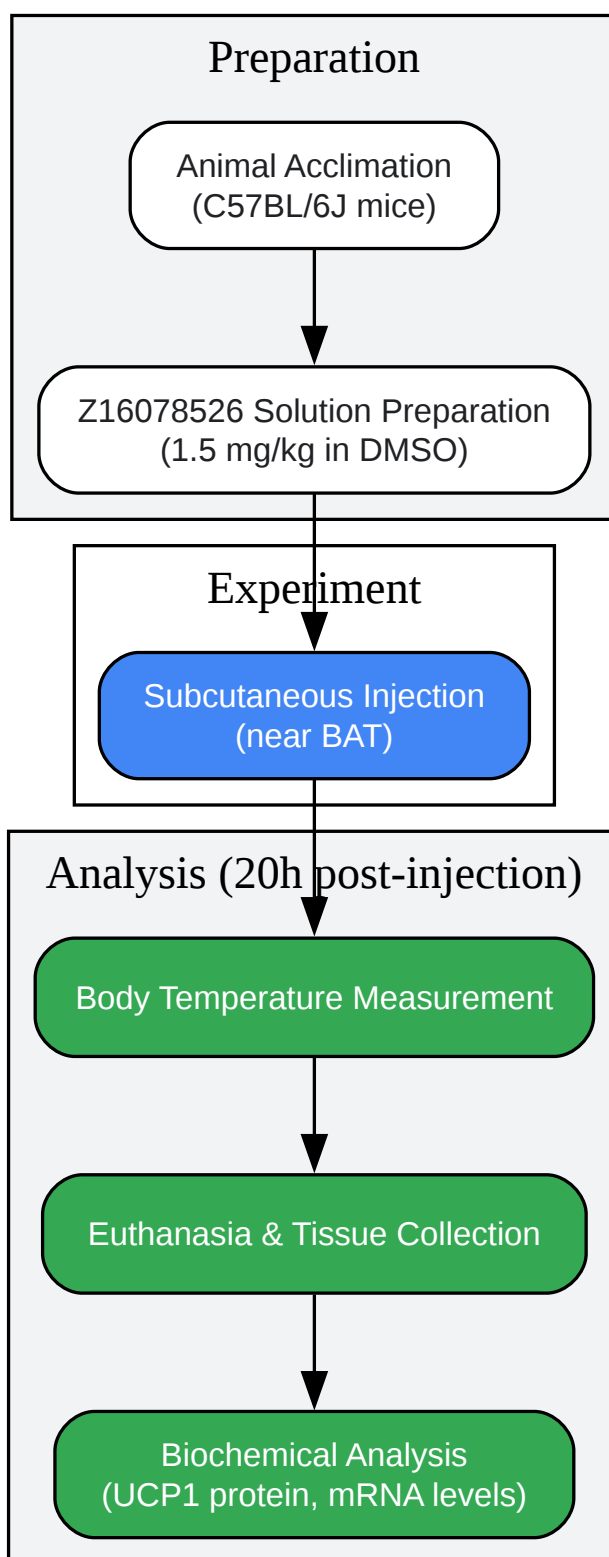 Preparation
Animal Acclimation
(C57BL/6J mice)
Z16078526 Solution Preparation
(1.5 mg/kg in DMSO)
Experiment
Subcutaneous Injection
(near BAT)
Analysis (20h post-injection)
Body Temperature Measurement
Euthanasia & Tissue Collection
Biochemical Analysis
(UCP1 protein, mRNA levels)